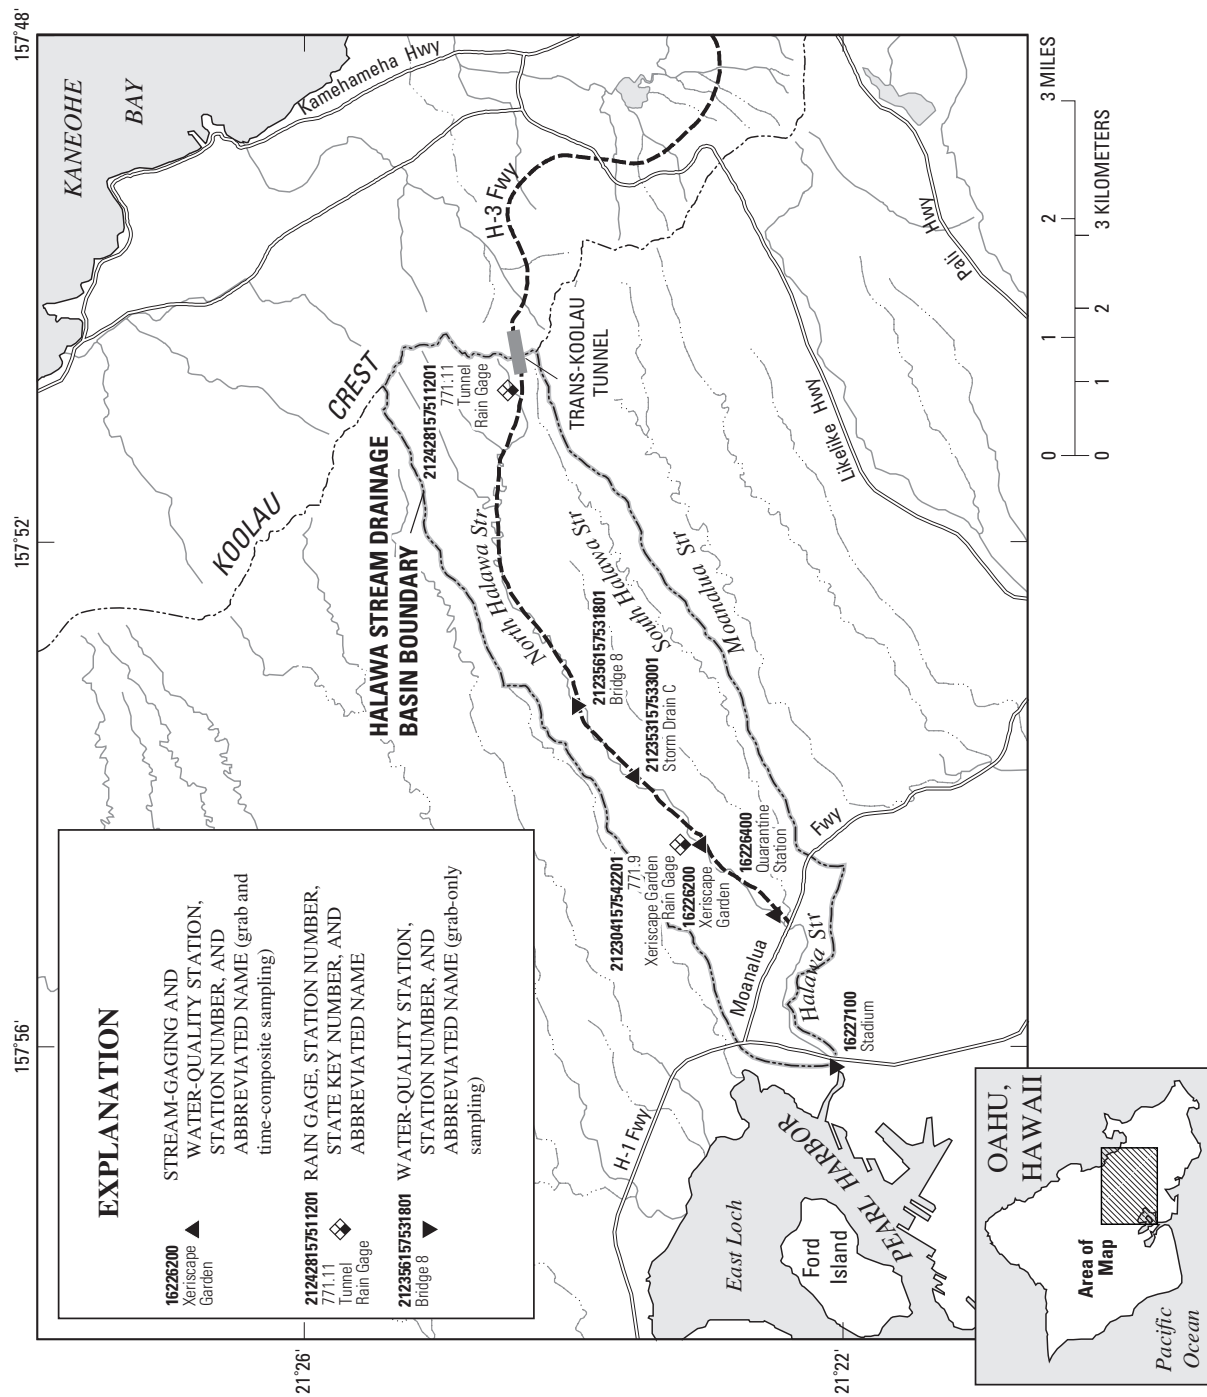 157°56'
157°52'
157°48'
21°26'
21°22'
KANEOHE
BAY
Kamehameha Hwy
H-3 Fwy
KOOLAU
CREST
HALAWA STREAM DRAINAGE
BASIN BOUNDARY
212428157511201
771.11
Tunnel
Rain Gage
TRANS-KOOLAU
TUNNEL
North Halawa Str
South Halawa Str
Moanalua Str
Likelike Hwy
Pali
Hwy
212356157531801
Bridge 8
212353157533001
Storm Drain C
212304157542201
771.9
Xeriscape Garden
Rain Gage
16226200
Xeriscape
Garden
16226400
Quarantine
Station
Moanalua
Fwy
Halawa Str
16227100
Stadium
H-1 Fwy
PEARL HARBOR
East Loch
Ford
Island
EXPLANATION
16226200
Xeriscape
Garden
STREAM-GAGING AND
WATER-QUALITY STATION,
STATION NUMBER, AND
ABBREVIATED NAME (grab and
time-composite sampling)
212428157511201
771.11
Tunnel
Rain Gage
RAIN GAGE, STATION NUMBER,
STATE KEY NUMBER, AND
ABBREVIATED NAME
212356157531801
Bridge 8
WATER-QUALITY STATION,
STATION NUMBER, AND
ABBREVIATED NAME (grab-only
sampling)
OAHU,
HAWAII
Area of
Map
Pacific
Ocean
0 1 2 3 MILES
0 1 2 3 KILOMETERS